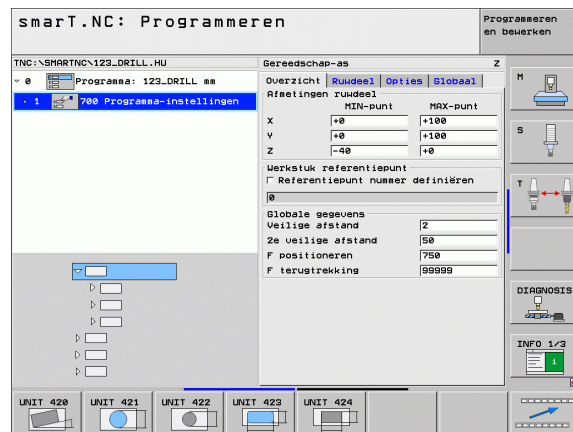 smarT.NC: Programmeren
Programmeren en bewerken
TNC:\SMARTNC\123_DRILL.HU
0 Programma: 123_DRILL mm
1 700 Programma-instellingen
Gereedschap-as Z
Overzicht Ruwdeel Opties Globaal
Afmetingen ruwdeel
MIN-punt MAX-punt
X +0 +100
Y +0 +100
Z -40 +0
Werkstuk referentiepunt
Referentiepunt nummer definiëren
0
Globale gegevens
Veilige afstand 2
2e veilige afstand 50
F positioneren 750
F terugtrekking 99999
M
S
T
DIAGNOSIS
INFO 1/3
UNIT 420
UNIT 421
UNIT 422
UNIT 423
UNIT 424